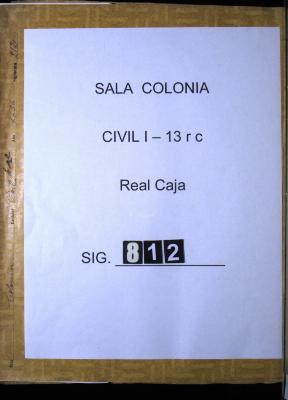 SALA COLONIA
CIVIL I – 13 r c
Real Caja
SIG. 812